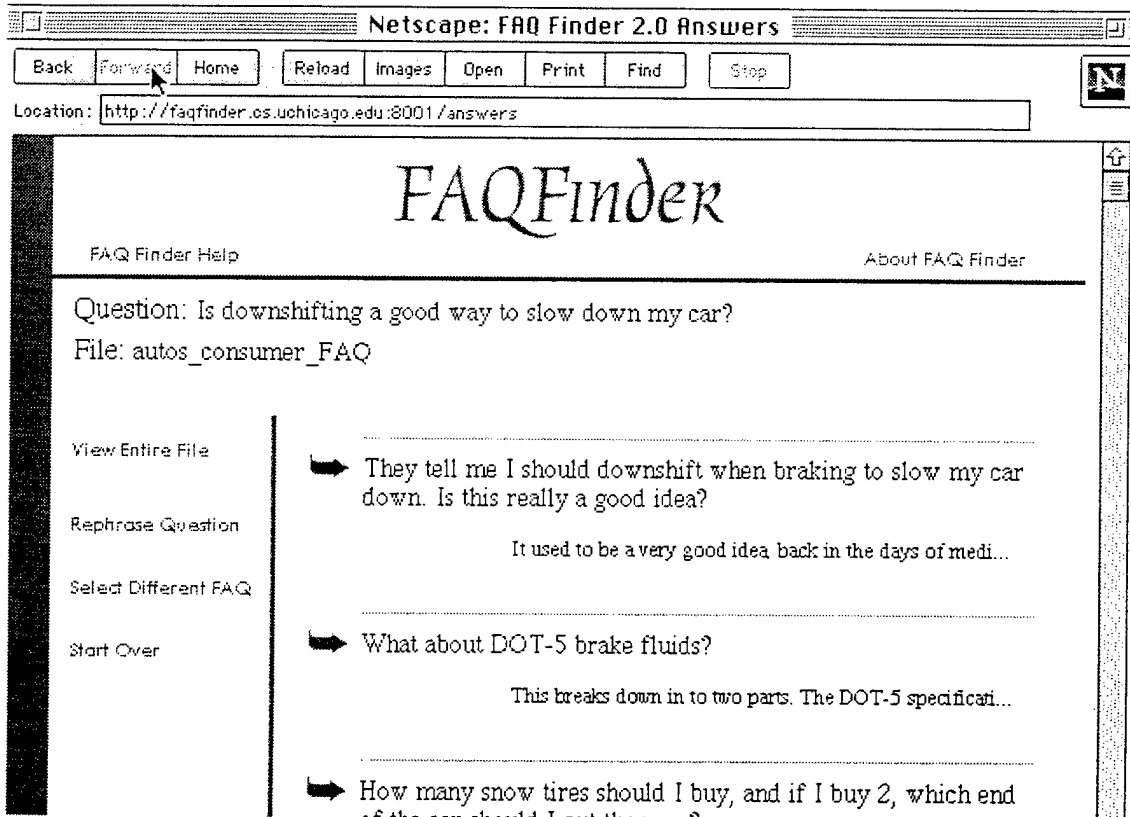 Netscape: FAQ Finder 2.0 Answers
Back Forward Home Reload Images Open Print Find Stop
N
Location: http://faqfinder.cs.uchicago.edu:8001/answers
FAQFinder
FAQ Finder Help About FAQ Finder
Question: Is downshifting a good way to slow down my car?
File: autos_consumer_FAQ
View Entire File
Rephrase Question
Select Different FAQ
Start Over
They tell me I should downshift when braking to slow my car
down. Is this really a good idea?
It used to be a very good idea back in the days of medi...
What about DOT-5 brake fluids?
This breaks down in to two parts. The DOT-5 specificati...
How many snow tires should I buy, and if I buy 2, which end